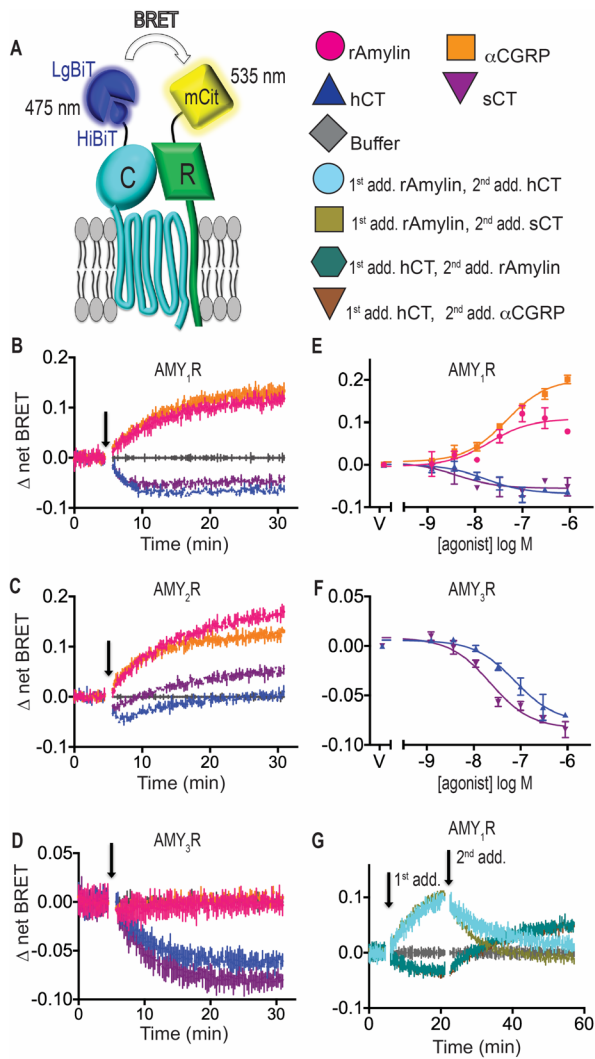 A
BRET
LgBiT
475 nm
HiBiT
mCit
535 nm
C
R
rAmylin
αCGRP
hCT
sCT
Buffer
1st add. rAmylin, 2nd add. hCT
1st add. rAmylin, 2nd add. sCT
1st add. hCT, 2nd add. rAmylin
1st add. hCT, 2nd add. αCGRP
B
AMY1R
0.2
0.1
0.0
-0.1
Δ net BRET
0 10 20 30
Time (min)
E
AMY1R
0.2
0.1
0.0
-0.1
V -9 -8 -7 -6
[agonist] log M
C
AMY2R
0.2
0.1
0.0
-0.1
Δ net BRET
0 10 20 30
Time (min)
F
AMY3R
0.00
-0.05
-0.10
V -9 -8 -7 -6
[agonist] log M
D
AMY3R
0.05
0.00
-0.05
-0.10
Δ net BRET
0 10 20 30
Time (min)
G
AMY1R
1st add.
2nd add.
0.1
0.0
-0.1
0 20 40 60
Time (min)